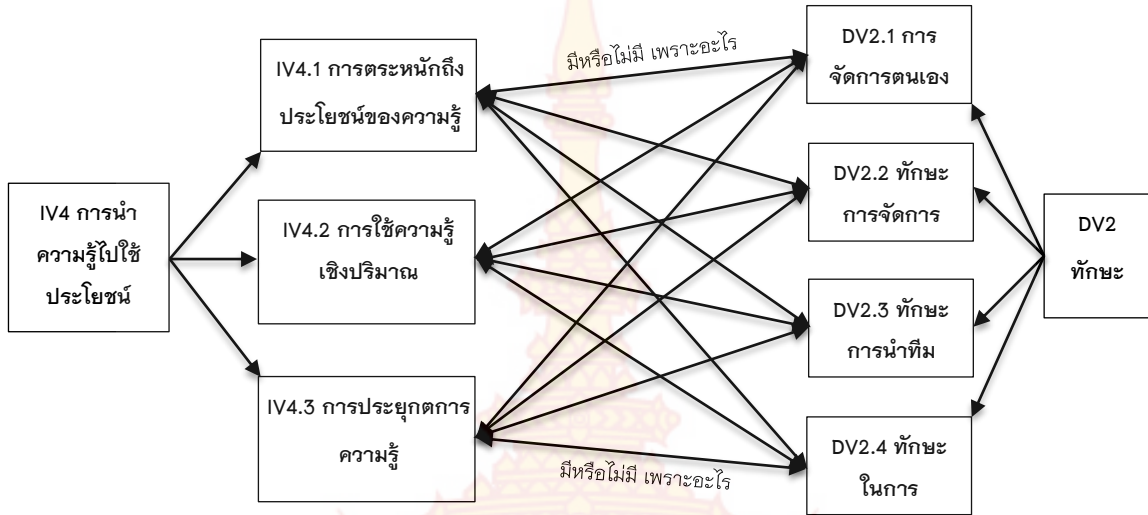 IV4 การนำ
ความรู้ไปใช้
ประโยชน์
IV4.1 การตระหนักถึง
ประโยชน์ของความรู้
IV4.2 การใช้ความรู้
เชิงปริมาณ
IV4.3 การประยุกตการ
ความรู้
มีหรือไม่มี เพราะอะไร
มีหรือไม่มี เพราะอะไร
DV2.1 การ
จัดการตนเอง
DV2.2 ทักษะ
การจัดการ
DV2.3 ทักษะ
การนำทีม
DV2.4 ทักษะ
ในการ
DV2
ทักษะ